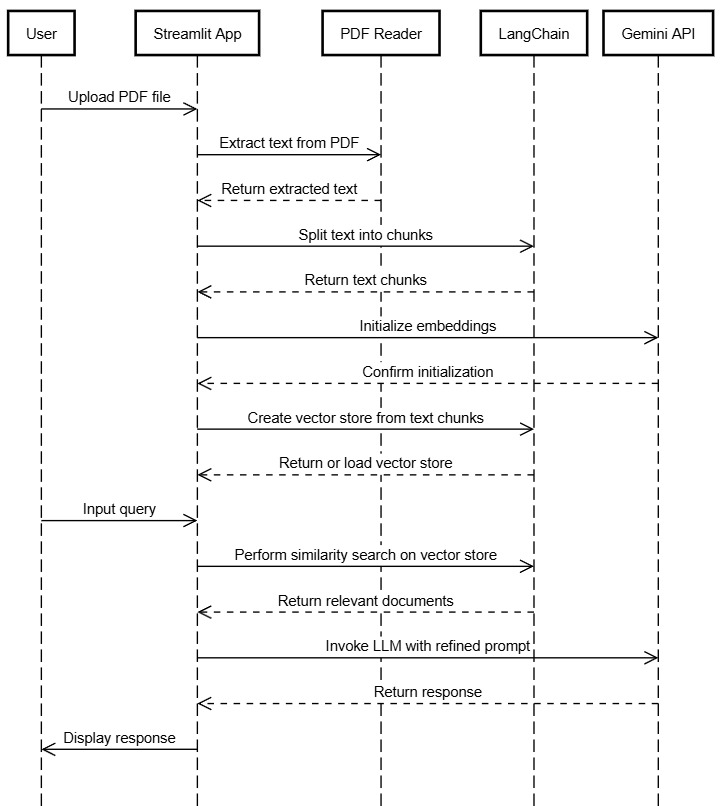 User
Streamlit App
PDF Reader
LangChain
Gemini API
Upload PDF file
Extract text from PDF
Return extracted text
Split text into chunks
Return text chunks
Initialize embeddings
Confirm initialization
Create vector store from text chunks
Return or load vector store
Input query
Perform similarity search on vector store
Return relevant documents
Invoke LLM with refined prompt
Return response
Display response